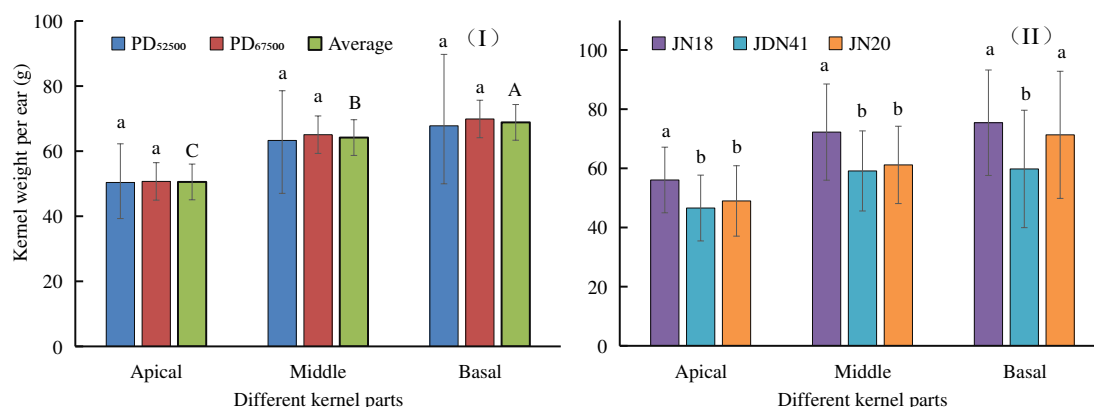 Kernel weight per ear (g)
100
80
60
40
20
0
PD52500 PD67500 Average （I）
a a C
a a B
a a A
Apical Middle Basal
Different kernel parts
100
80
60
40
20
0
JN18 JDN41 JN20 （II）
a b b
a b b
a b a
Apical Middle Basal
Different kernel parts